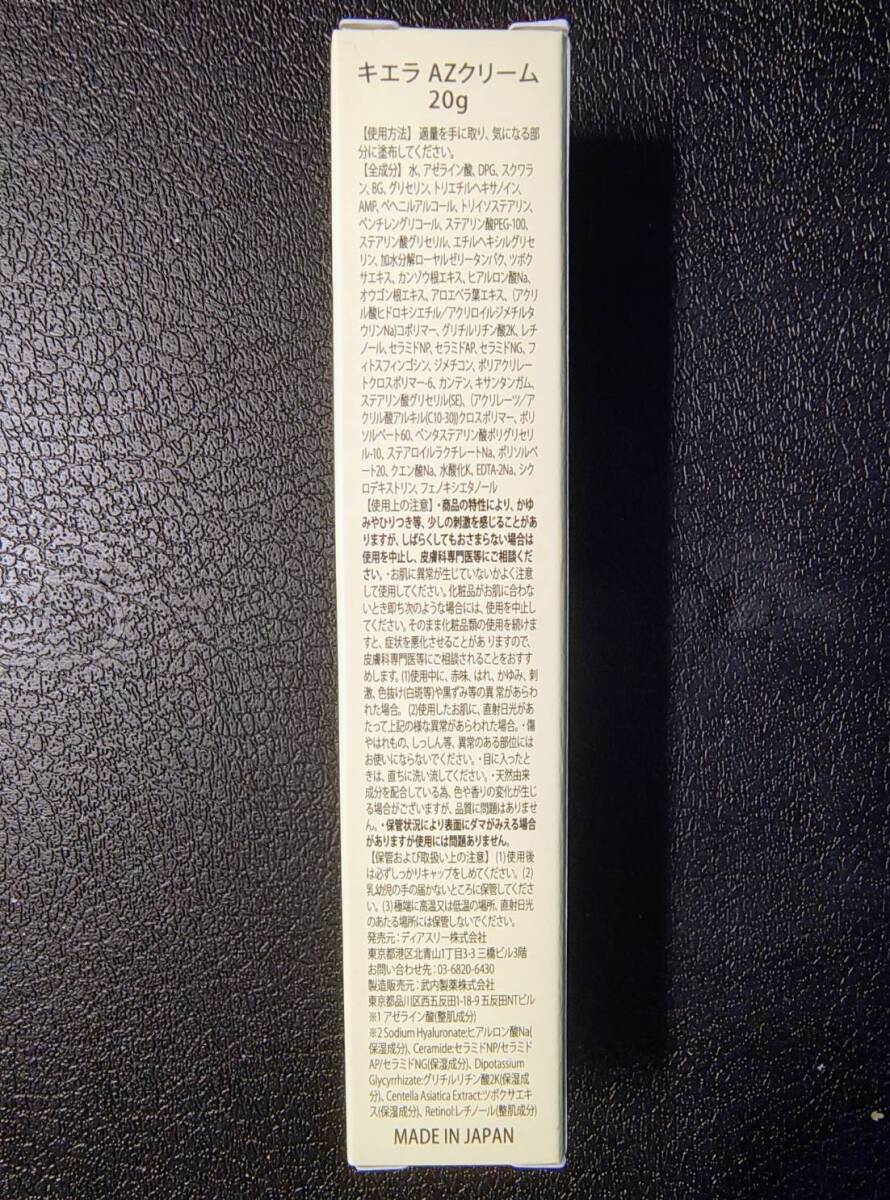 キエラ AZクリーム
20g
【使用方法】 適量を手に取り、気になる部
分に塗布してください。
【全成分】 水、アゼライン酸、DPG、スクワラ
ン、BG、グリセリン、トリエチルヘキサノイン、
AMP、ベヘニルアルコール、トリイソステアリン、
ペンチレングリコール、ステアリン酸PEG-100、
ステアリン酸グリセリル、エチルヘキシルグリセ
リン、加水分解ローヤルゼリータンパク、ツボク
サエキス、カンゾウ根エキス、ヒアルロン酸Na、
オウゴン根エキス、アロエベラ葉エキス、(アクリ
ル酸ヒドロキシエチル/アクリロイルジメチルタ
ウリンNa)コポリマー、グリチルリチン酸2K、レチ
ノール、セラミドNP、セラミドAP、セラミドNG、フ
ィトスフィンゴシン、ジメチコン、ポリアクリレー
トクロスポリマー-6、カンテン、キサンタンガム、
ステアリン酸グリセリル(SE)、(アクリレーツ/ア
クリル酸アルキル(C10-30))クロスポリマー、ポリ
ソルベート60、ペンタステアリン酸ポリグリセリ
ル-10、ステアロイルラクチレートNa、ポリソルベ
ート20、クエン酸Na、水酸化K、EDTA-2Na、シク
ロデキストリン、フェノキシエタノール
【使用上の注意】・商品の特性により、かゆ
みやひりつき等、少しの刺激を感じることがあ
りますが、しばらくしてもおさまらない場合は
使用を中止し、皮膚科専門医等にご相談くだ
さい。・お肌に異常が生じていないかよく注意
して使用してください。化粧品がお肌に合わな
いとき即ち次のような場合には、使用を中止し
てください。そのまま化粧品類の使用を続けま
すと、症状を悪化させることがあ りますので、
皮膚科専門医等にご相談されることをおすす
めします。(1)使用中に、赤味、はれ、かゆみ、刺
激、色抜け(白斑等)や黒ずみ等の異 常があらわ
れた場合。 (2)使用したお肌に、直射日光があ
たって上記の様な異常があらわれた場合。・傷
やはれもの、しっしん等、異常のある部位には
お使いにならないでください。・目に入ったと
きは、直ちに洗い流してください。・天然由来
成分を配合している為、色や香りの変化が生じ
る場合がございますが、品質に問題はありませ
ん。・保管状況により表面にダマがみえる場合
がありますが使用には問題ありません。
【保管および取扱い上の注意】 (1)使用後
は必ずしっかりキャップをしめてください。(2)
乳幼児の手の届かないところに保管してくださ
い。(3)極端に高温又は低温の場所、直射日光
のあたる場所には保管しないでください。
発売元:ディアスリー株式会社
東京都港区北青山1丁目3-3 三橋ビル3階
お問い合わせ先:03-6820-6430
製造販売元:武内製薬株式会社
東京都品川区西五反田1-18-9 五反田NTビル
※1 アゼライン酸(整肌成分)
※2 Sodium Hyaluronate:ヒアルロン酸Na(
保湿成分)、Ceramide:セラミドNP/セラミド
AP/セラミドNG(保湿成分)、Dipotassium
Glycyrrhizate:グリチルリチン酸2K(保湿成
分)、Centella Asiatica Extract:ツボクサエキ
ス(保湿成分)、Retinol:レチノール(整肌成分)
MADE IN JAPAN